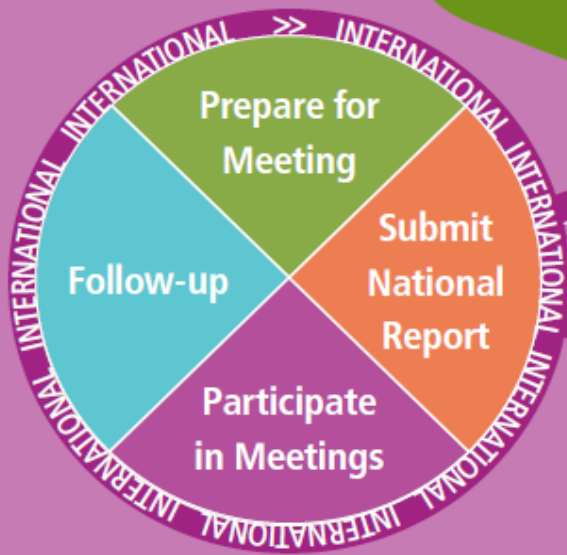 INTERNATIONAL >> INTERNATIONAL INTERNATIONAL INTERNATIONAL INTERNATIONAL INTERNATIONAL INTERNATIONAL INTERNATIONAL
Prepare for
Meeting
Submit
National
Report
Participate
in Meetings
Follow-up